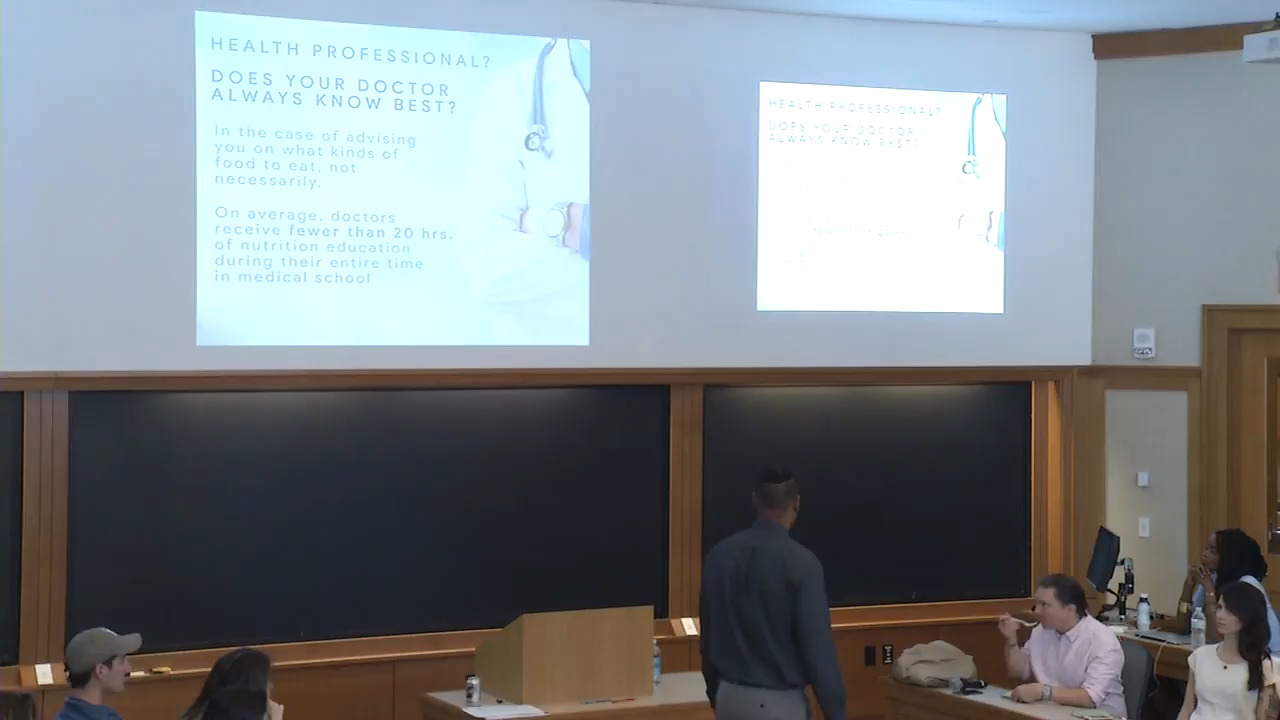 HEALTH PROFESSIONAL?
DOES YOUR DOCTOR
ALWAYS KNOW BEST?
In the case of advising
you on what kinds of
food to eat, not
necessarily.
On average, doctors
receive fewer than 20 hrs.
of nutrition education
during their entire time
in medical school
HEALTH PROFESSIONAL?
DOES YOUR DOCTOR
ALWAYS KNOW BEST?